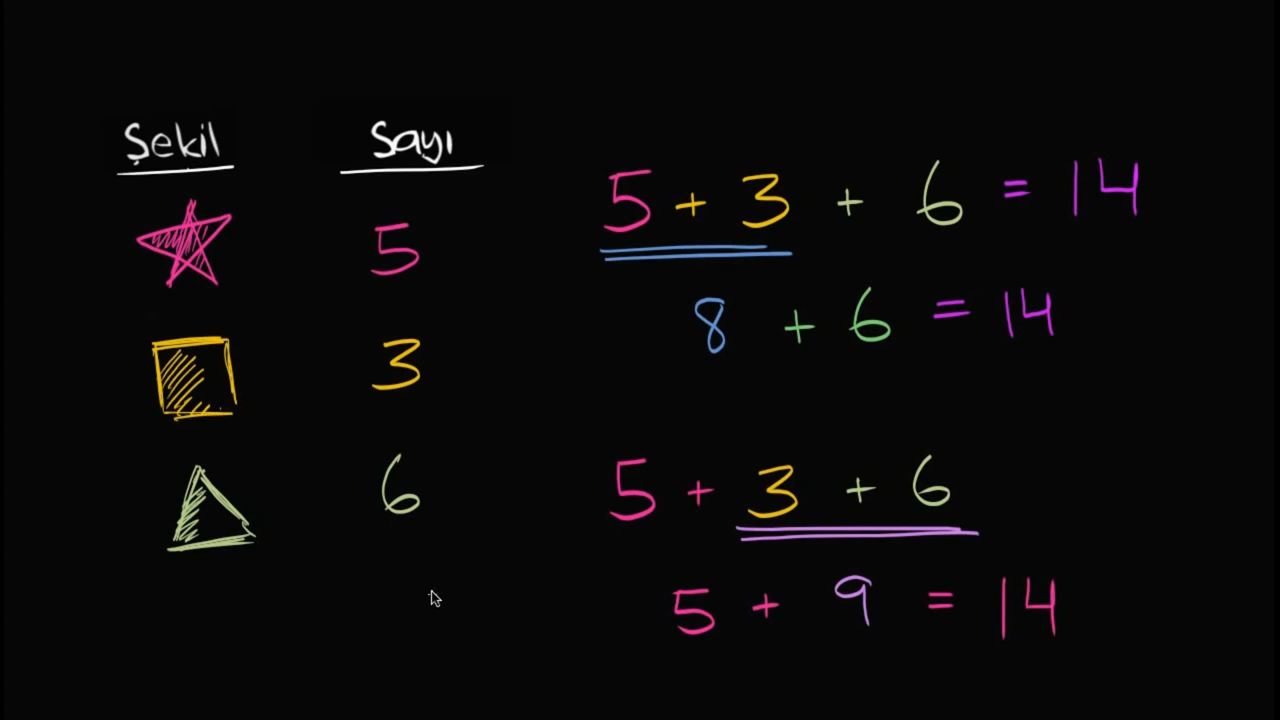 Şekil Sayı
5
3
6
5 + 3 + 6 = 14
8 + 6 = 14
5 + 3 + 6
5 + 9 = 14